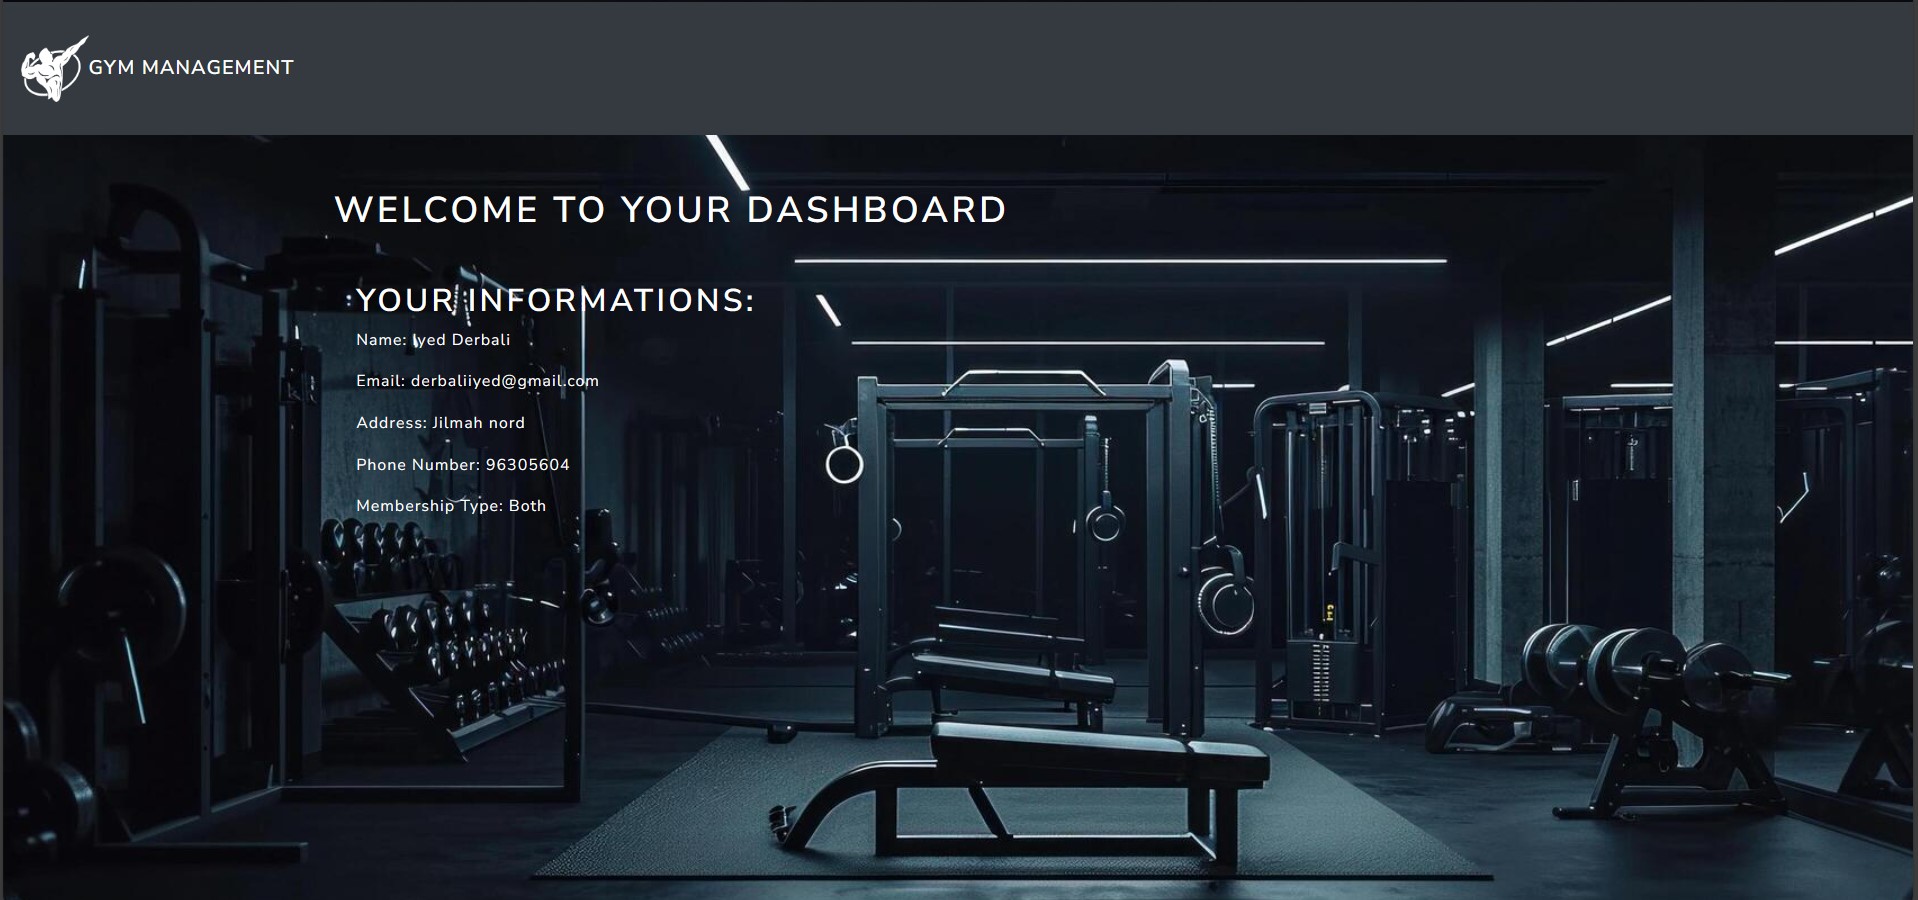 GYM MANAGEMENT
WELCOME TO YOUR DASHBOARD
YOUR INFORMATIONS:
Name: Iyed Derbali
Email: derbaliiyed@gmail.com
Address: Jilmah nord
Phone Number: 96305604
Membership Type: Both